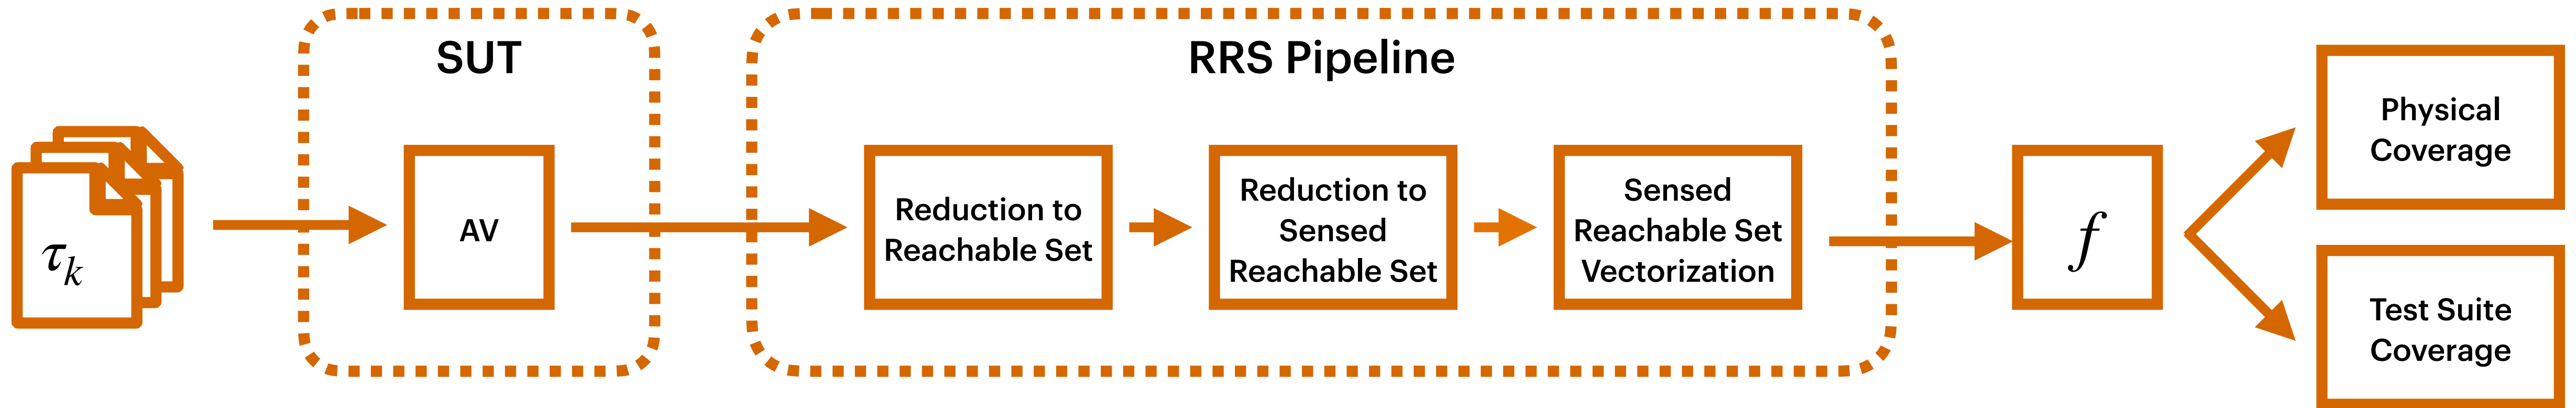 SUT
RRS Pipeline
τk
AV
Reduction to
Reachable Set
Reduction to
Sensed
Reachable Set
Sensed
Reachable Set
Vectorization
f
Physical
Coverage
Test Suite
Coverage